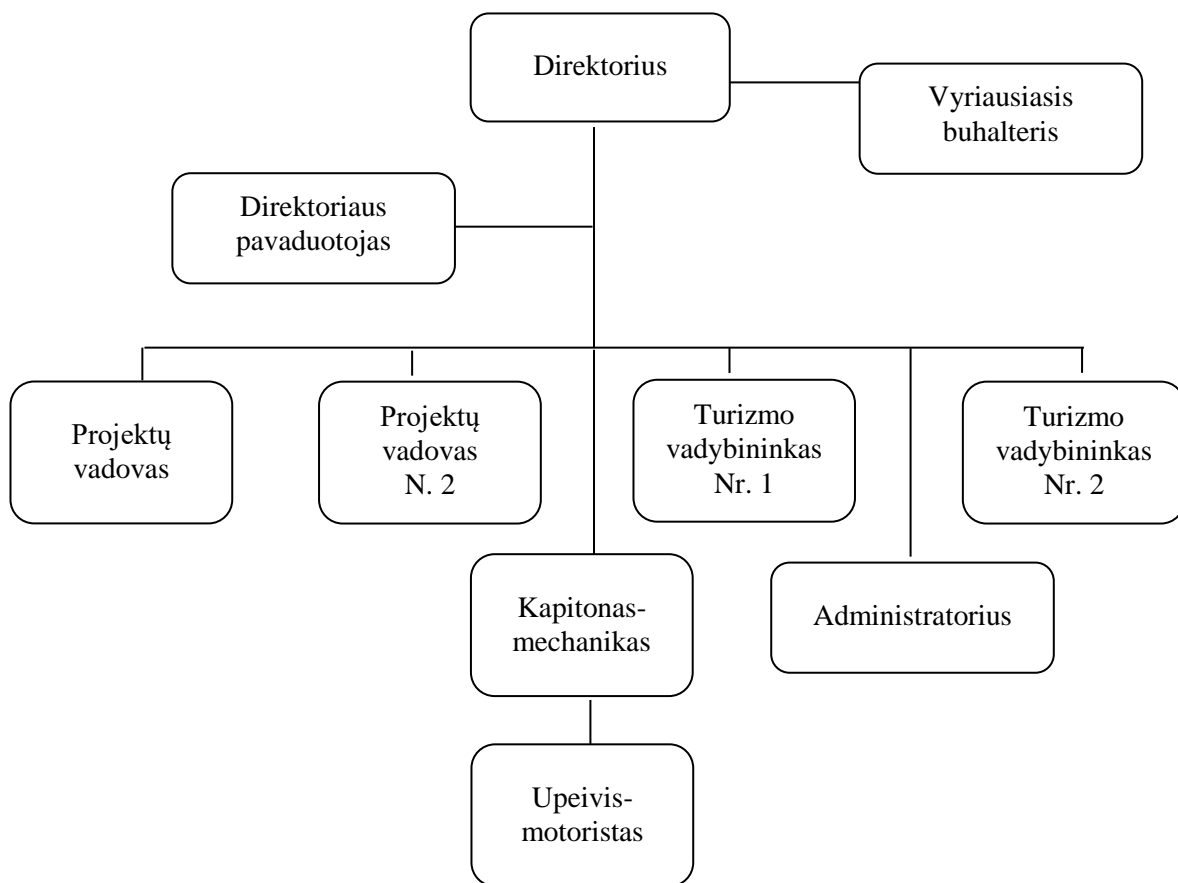 Direktorius
Vyriausiasis
buhalteris
Direktoriaus
pavaduotojas
Projektų
vadovas
Projektų
vadovas
N. 2
Turizmo
vadybininkas
Nr. 1
Turizmo
vadybininkas
Nr. 2
Kapitonas-
mechanikas
Administratorius
Upeivis-
motoristas